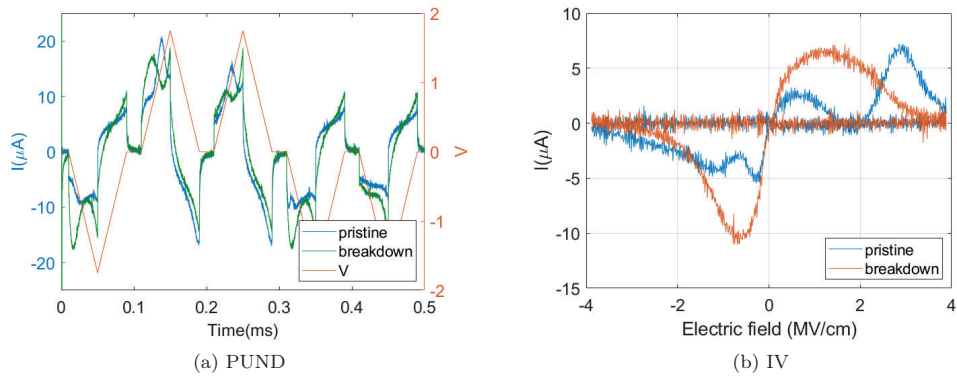 20
10
0
-10
-20
I(μA)
2
1
0
-1
-2
V
0
0.1
0.2
0.3
0.4
0.5
Time(ms)
pristine
breakdown
V
(a) PUND
10
5
0
-5
-10
-15
I(μA)
-4
-2
0
2
4
Electric field (MV/cm)
pristine
breakdown
(b) IV